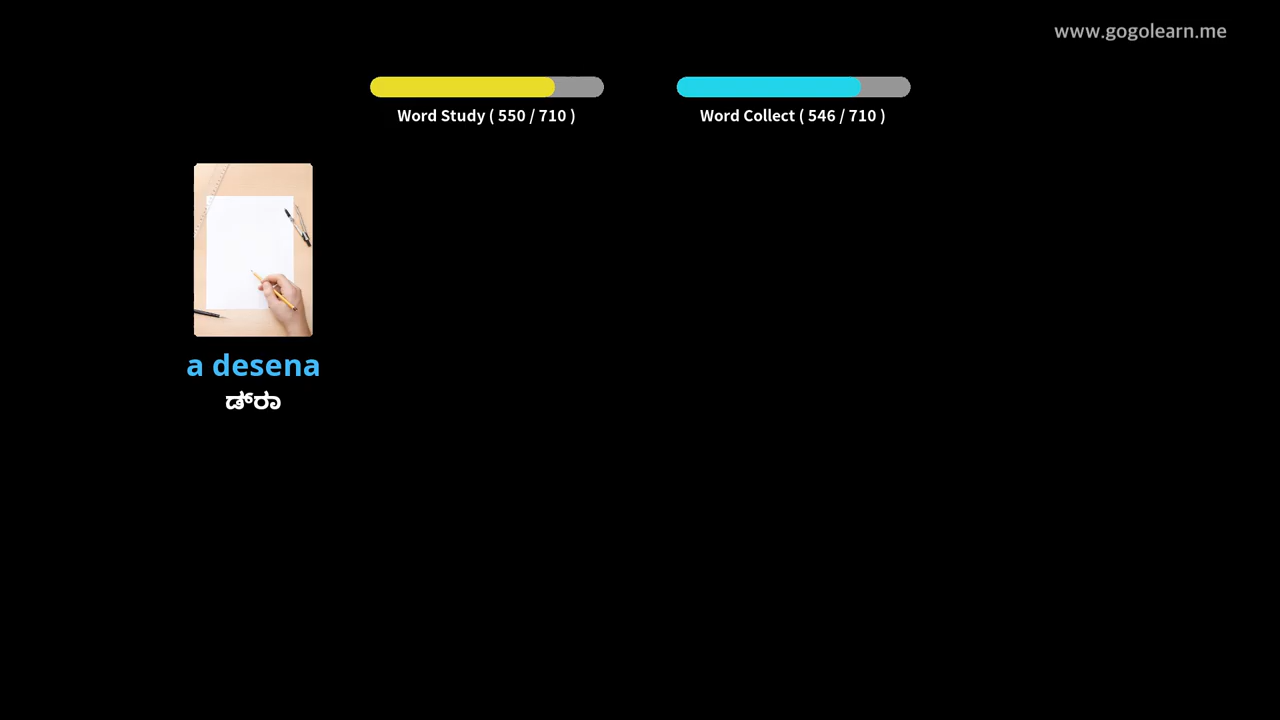 www.gogolearn.me
Word Study ( 550 / 710 )
Word Collect ( 546 / 710 )
a desena
ಡ್‌ರಾ